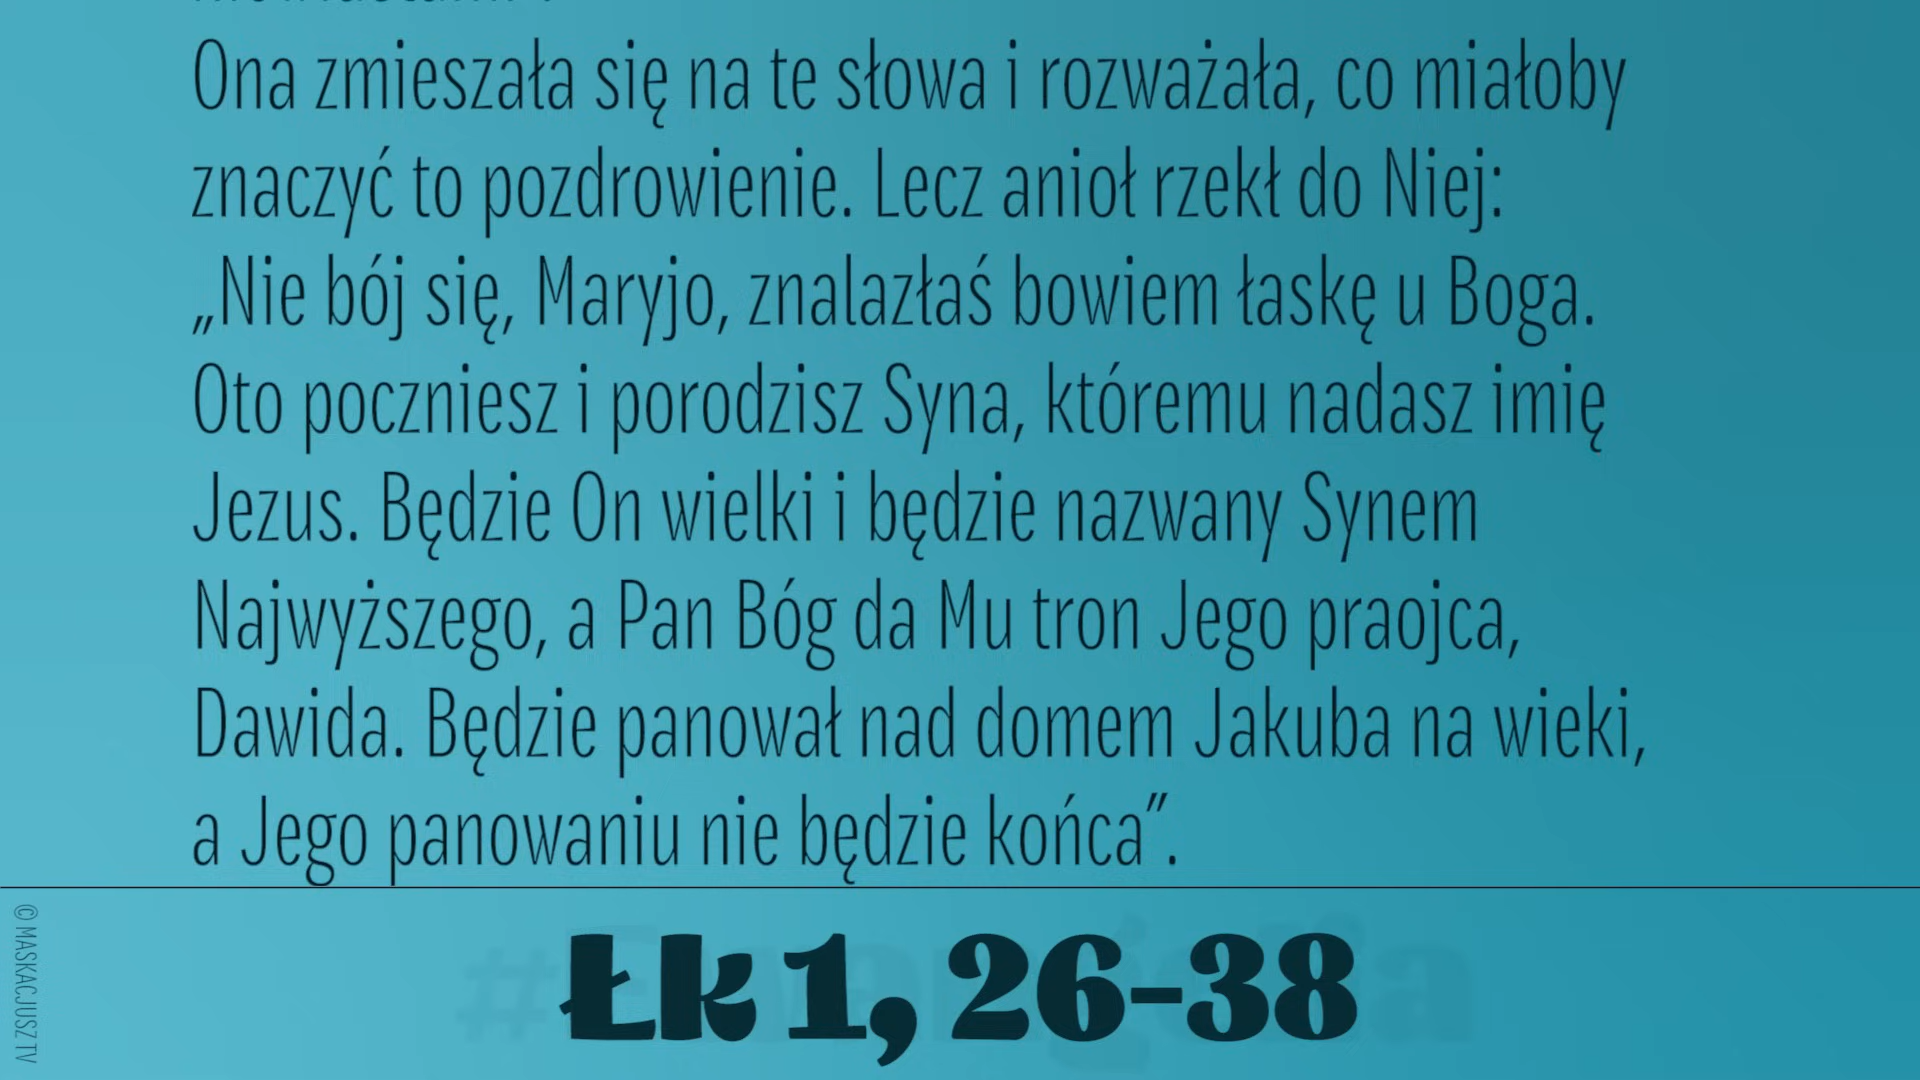 Ona zmieszała się na te słowa i rozważała, co miałoby
znaczyć to pozdrowienie. Lecz anioł rzekł do Niej:
„Nie bój się, Maryjo, znalazłaś bowiem łaskę u Boga.
Oto poczniesz i porodzisz Syna, któremu nadasz imię
Jezus. Będzie On wielki i będzie nazwany Synem
Najwyższego, a Pan Bóg da Mu tron Jego praojca,
Dawida. Będzie panował nad domem Jakuba na wieki,
a Jego panowaniu nie będzie końca”.
Łk 1, 26-38
© MASKACJUSZ TV